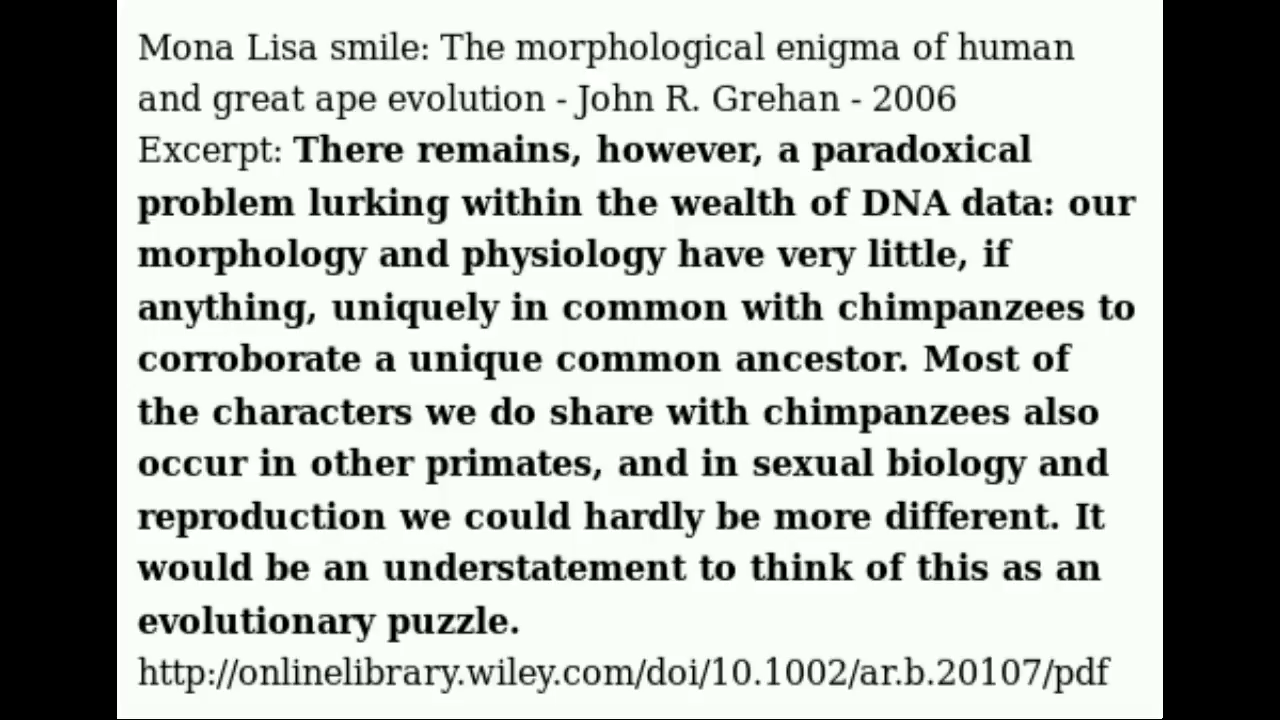 Mona Lisa smile: The morphological enigma of human
and great ape evolution - John R. Grehan - 2006
Excerpt: There remains, however, a paradoxical
problem lurking within the wealth of DNA data: our
morphology and physiology have very little, if
anything, uniquely in common with chimpanzees to
corroborate a unique common ancestor. Most of
the characters we do share with chimpanzees also
occur in other primates, and in sexual biology and
reproduction we could hardly be more different. It
would be an understatement to think of this as an
evolutionary puzzle.
http://onlinelibrary.wiley.com/doi/10.1002/ar.b.20107/pdf